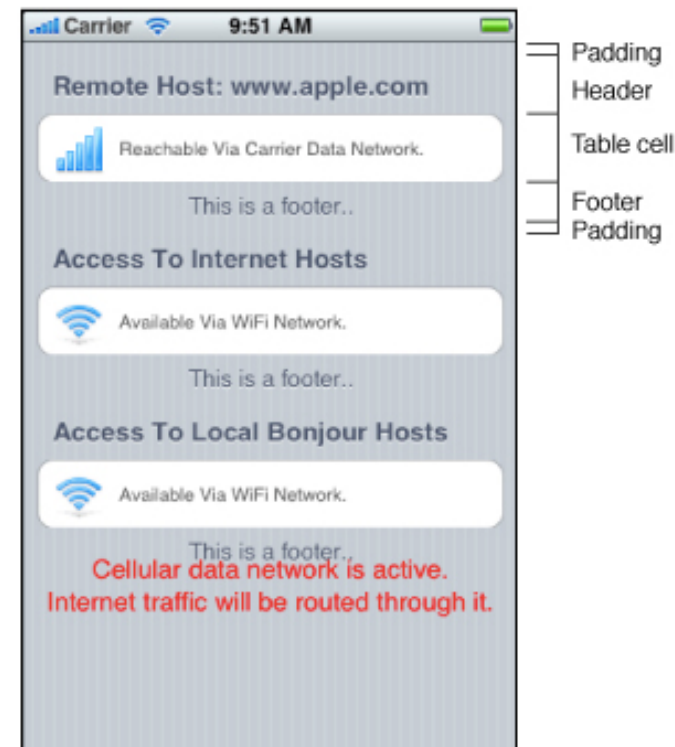 Carrier 9:51 AM
Padding
Remote Host: www.apple.com
Header
Reachable Via Carrier Data Network.
Table cell
This is a footer..
Footer
Padding
Access To Internet Hosts
Available Via WiFi Network.
This is a footer..
Access To Local Bonjour Hosts
Available Via WiFi Network.
This is a footer..
Cellular data network is active.
Internet traffic will be routed through it.